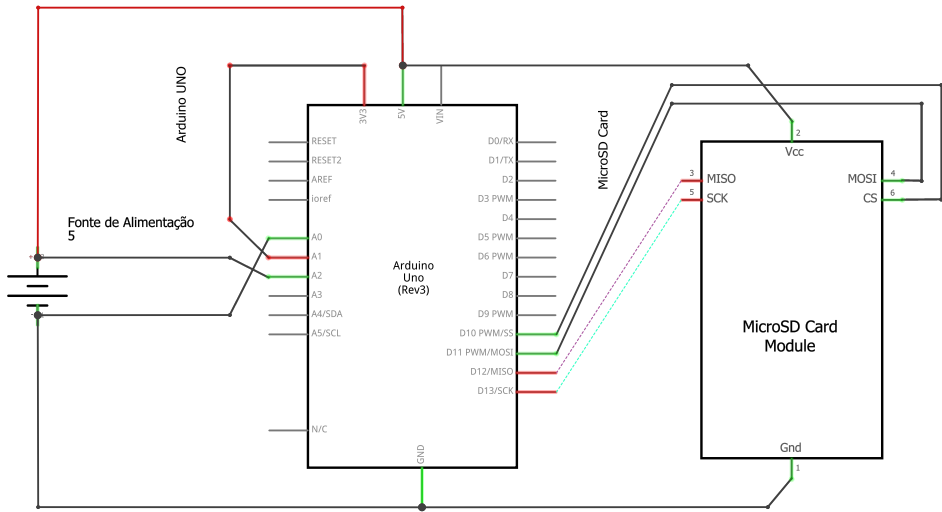 Arduino UNO
Fonte de Alimentação
5
+
-
3V3
5V
VIN
RESET
RESET2
AREF
ioref
A0
A1
A2
A3
A4/SDA
A5/SCL
N/C
Arduino
Uno
(Rev3)
D0/RX
D1/TX
D2
D3 PWM
D4
D5 PWM
D6 PWM
D7
D8
D9 PWM
D10 PWM/SS
D11 PWM/MOSI
D12/MISO
D13/SCK
GND
MicroSD Card
2
Vcc
3
MISO
5
SCK
MOSI
4
CS
6
MicroSD Card
Module
Gnd
1